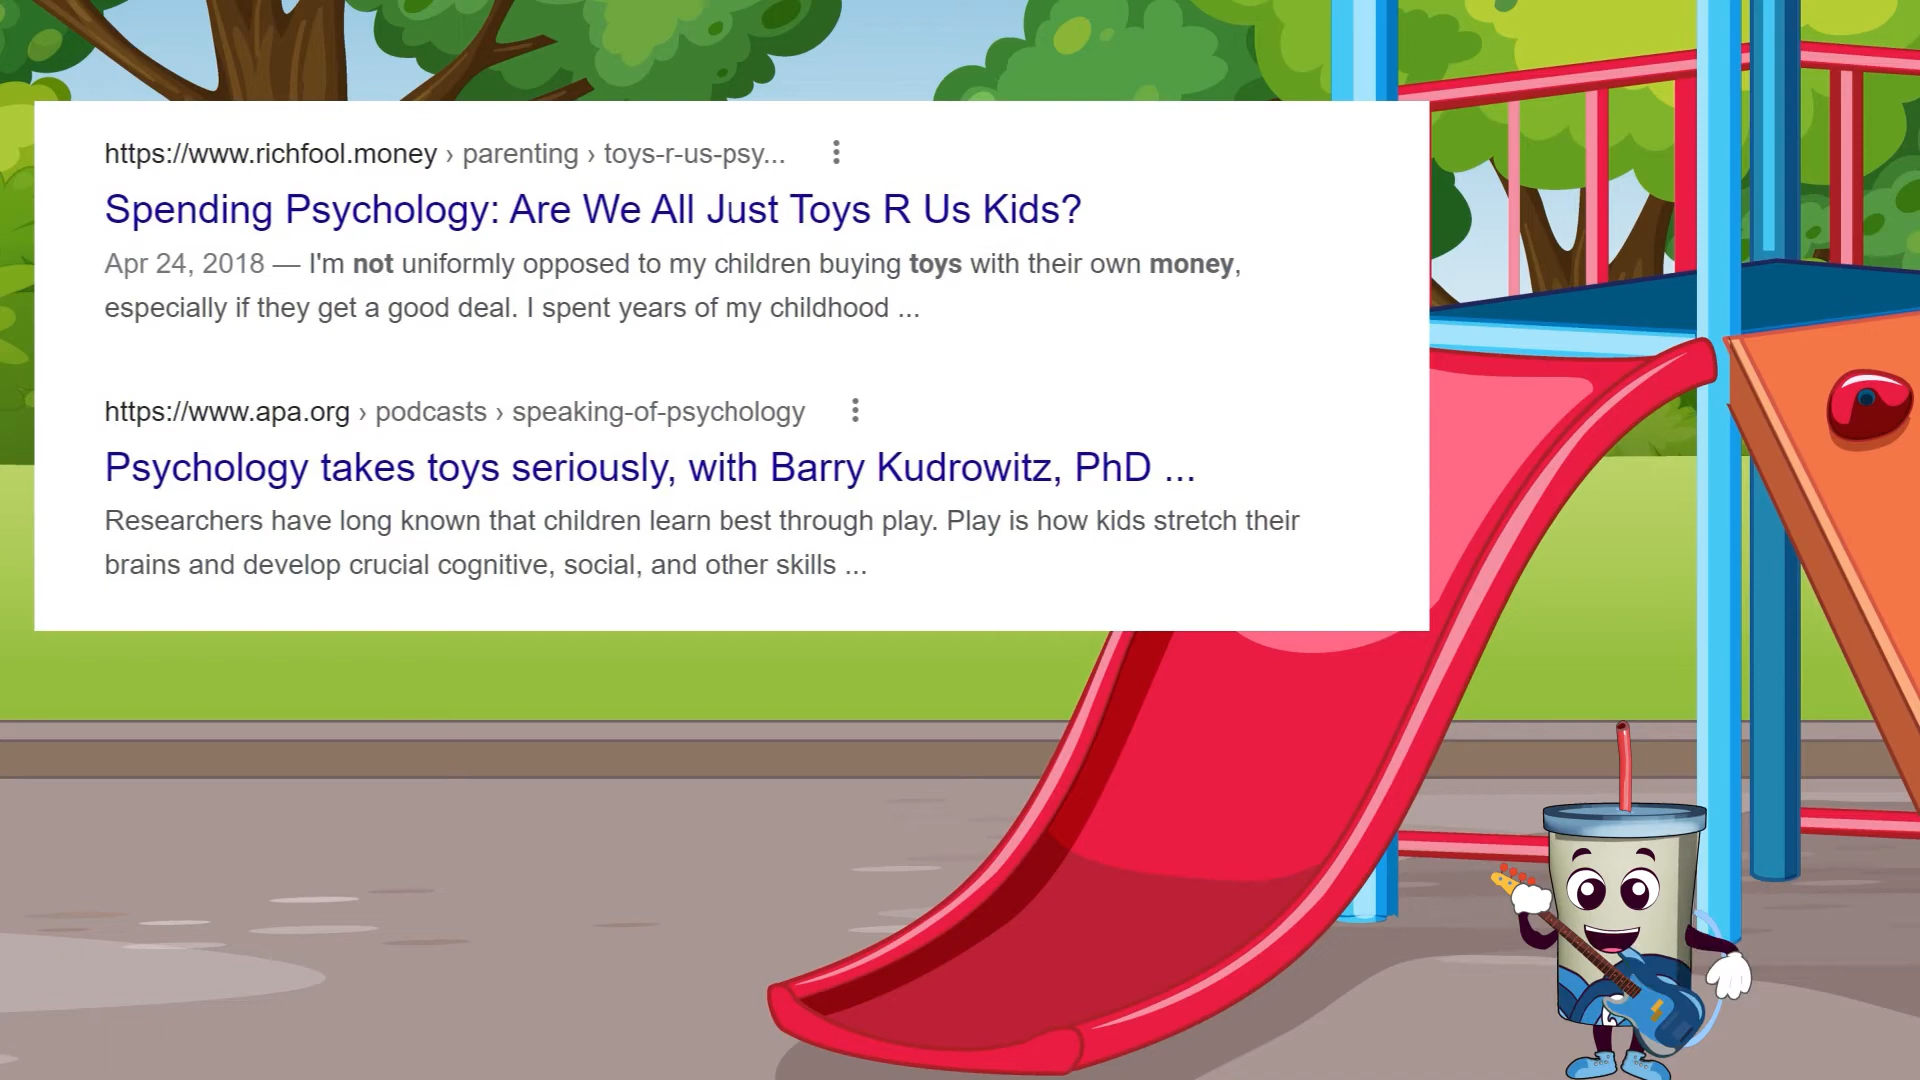 https://www.richfool.money › parenting › toys-r-us-psy...
Spending Psychology: Are We All Just Toys R Us Kids?
Apr 24, 2018 — I'm not uniformly opposed to my children buying toys with their own money,
especially if they get a good deal. I spent years of my childhood ...
https://www.apa.org › podcasts › speaking-of-psychology
Psychology takes toys seriously, with Barry Kudrowitz, PhD ...
Researchers have long known that children learn best through play. Play is how kids stretch their
brains and develop crucial cognitive, social, and other skills ...